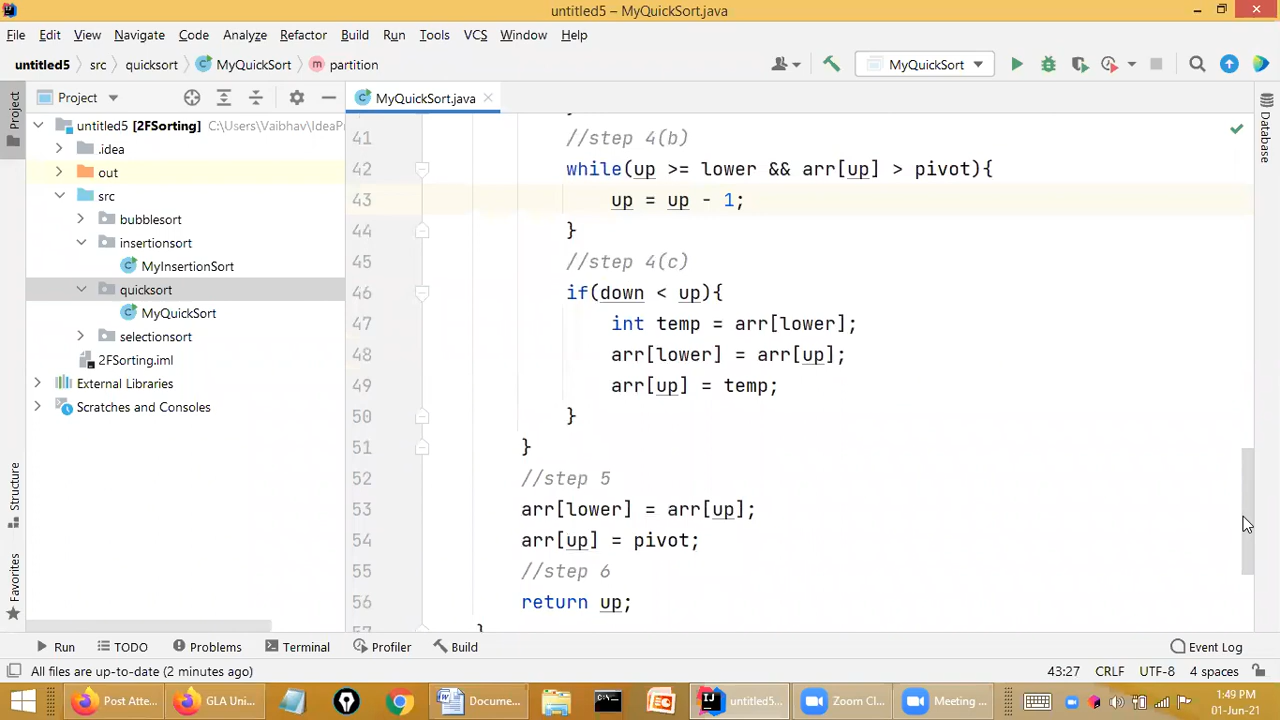 untitled5 – MyQuickSort.java
File Edit View Navigate Code Analyze Refactor Build Run Tools VCS Window Help
untitled5 src quicksort MyQuickSort partition MyQuickSort
Project MyQuickSort.java
Project
Structure
Favorites
Database
untitled5 [2FSorting] C:\Users\Vaibhav\IdeaPr
.idea
out
src
bubblesort
insertionsort
MyInsertionSort
quicksort
MyQuickSort
selectionsort
2FSorting.iml
External Libraries
Scratches and Consoles
41 //step 4(b)
42 while(up >= lower && arr[up] > pivot){
43 up = up - 1;
44 }
45 //step 4(c)
46 if(down < up){
47 int temp = arr[lower];
48 arr[lower] = arr[up];
49 arr[up] = temp;
50 }
51 }
52 //step 5
53 arr[lower] = arr[up];
54 arr[up] = pivot;
55 //step 6
56 return up;
57 }
Run TODO Problems Terminal Profiler Build Event Log
All files are up-to-date (2 minutes ago) 43:27 CRLF UTF-8 4 spaces
Post Atte... GLA Uni... Docume... untitled5... Zoom Cl... Meeting ... 1:49 PM
01-Jun-21